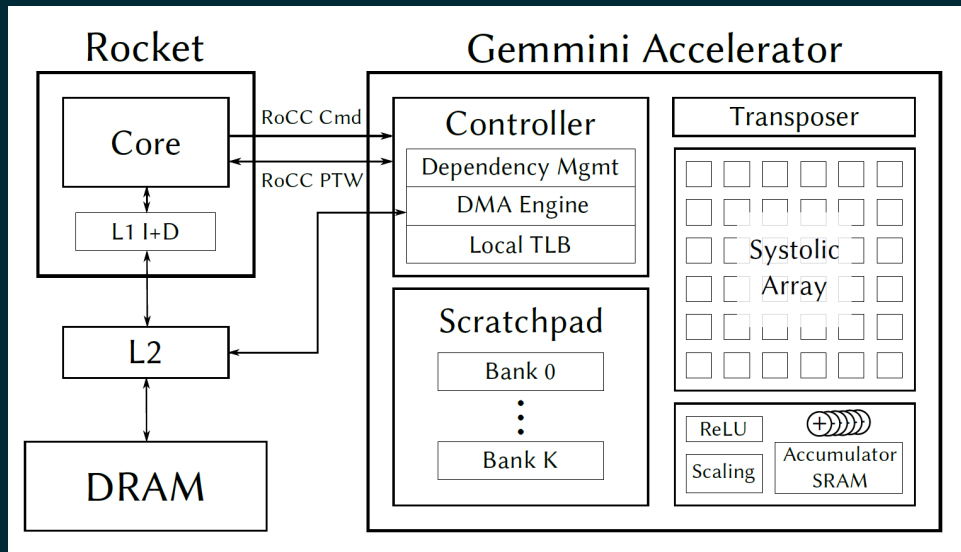 Rocket
Gemmini Accelerator
Core
L1 I+D
RoCC Cmd
RoCC PTW
L2
DRAM
Controller
Dependency Mgmt
DMA Engine
Local TLB
Scratchpad
Bank 0
Bank K
Transposer
Systolic
Array
ReLU
Scaling
+
Accumulator
SRAM